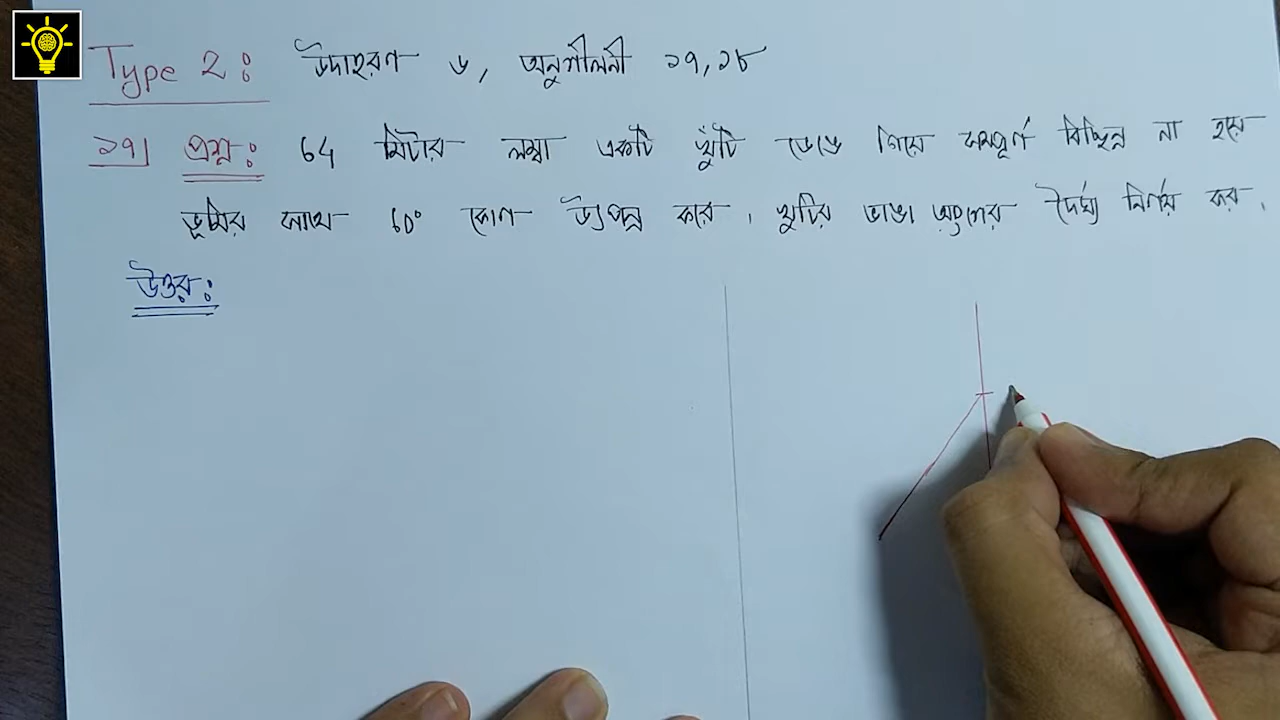 Type 2: উদাহরণ ৬, অনুশীলনী ১৭,১৮
১৭। প্রশ্ন: 64 মিটার লম্বা একটি খুঁটি ভেঙে গিয়ে সম্পূর্ণ বিচ্ছিন্ন না হয়ে
ভূমির সাথে 60° কোণ উৎপন্ন করে। খুটির ভাঙা অংশের দৈর্ঘ্য নির্ণয় কর।
উত্তর: